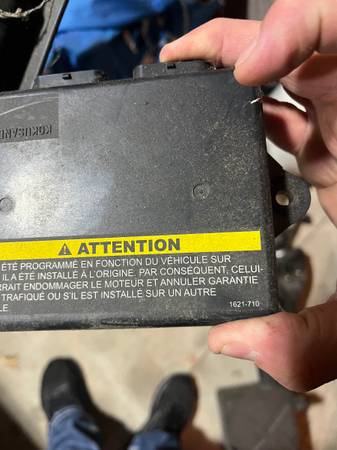 KOKUSAN
ATTENTION
ÉTÉ PROGRAMMÉ EN FONCTION DU VÉHICULE SUR
IL A ÉTÉ INSTALLÉ À L'ORIGINE. PAR CONSÉQUENT, CELUI-
RRAIT ENDOMMAGER LE MOTEUR ET ANNULER GARANTIE
TRAFIQUÉ OU S'IL EST INSTALLÉ SUR UN AUTRE
LE
1621-710